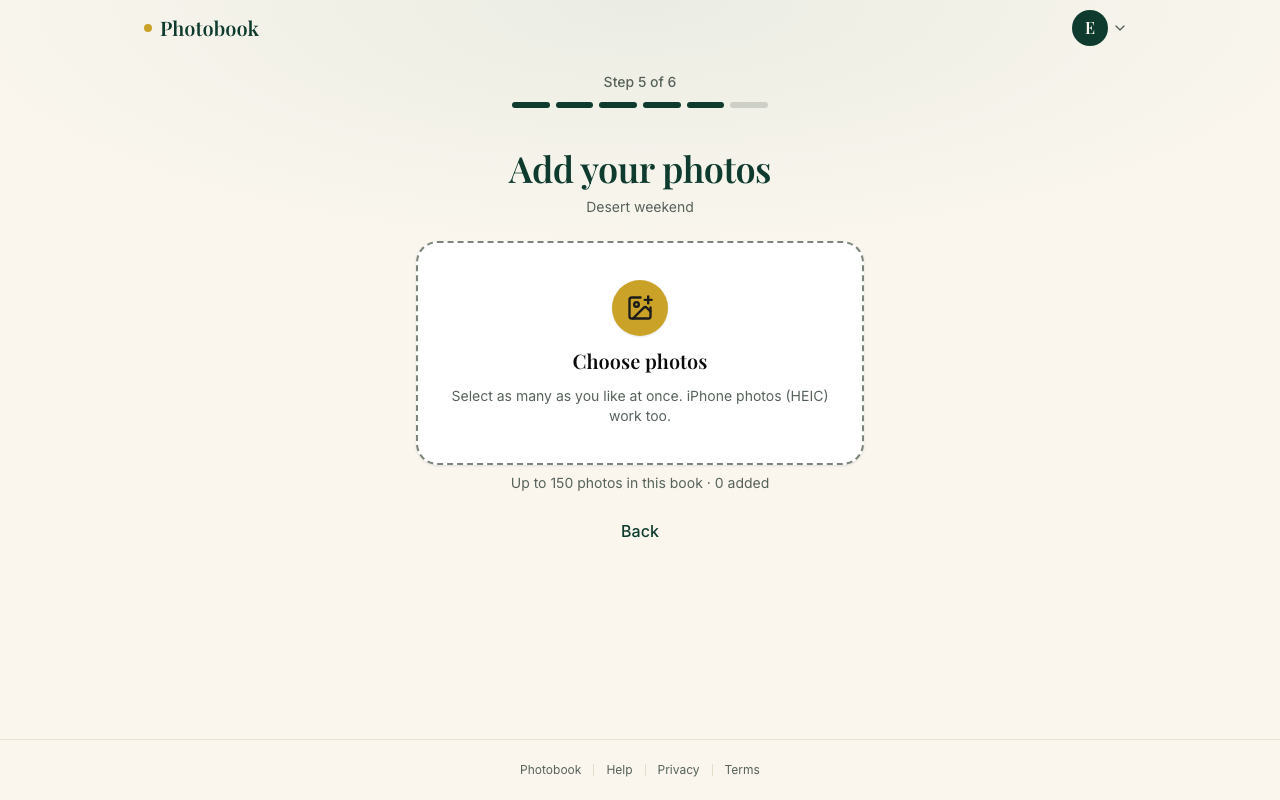 Photobook
E
Step 5 of 6
Add your photos
Desert weekend
Choose photos
Select as many as you like at once. iPhone photos (HEIC)
work too.
Up to 150 photos in this book · 0 added
Back
Photobook
Help
Privacy
Terms